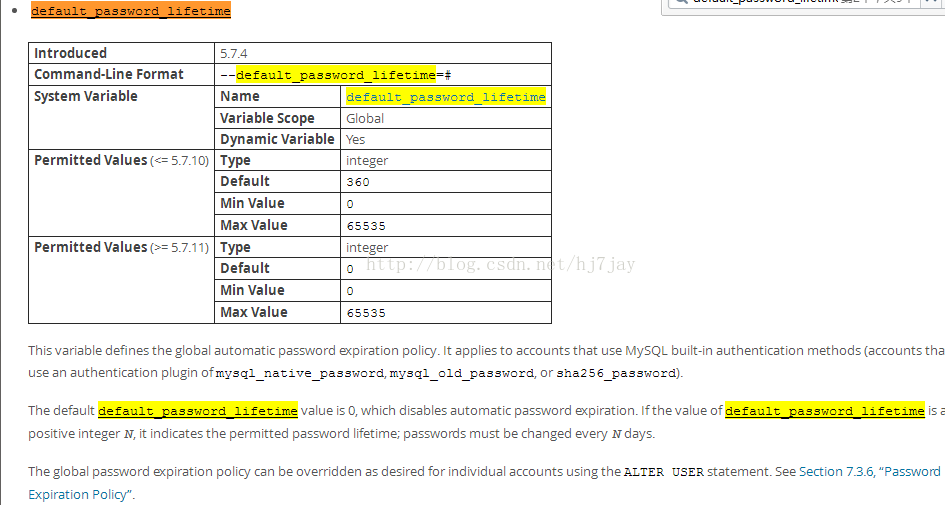 default_password_lifetime
Introduced 5.7.4
Command-Line Format --default_password_lifetime=#
System Variable Name default_password_lifetime
Variable Scope Global
Dynamic Variable Yes
Permitted Values (<= 5.7.10) Type integer
Default 360
Min Value 0
Max Value 65535
Permitted Values (>= 5.7.11) Type integer
Default 0
http://blog.csdn.net/hj7jay
Min Value 0
Max Value 65535
This variable defines the global automatic password expiration policy. It applies to accounts that use MySQL built-in authentication methods (accounts tha
use an authentication plugin of mysql_native_password, mysql_old_password, or sha256_password).
The default default_password_lifetime value is 0, which disables automatic password expiration. If the value of default_password_lifetime is a
positive integer N, it indicates the permitted password lifetime; passwords must be changed every N days.
The global password expiration policy can be overridden as desired for individual accounts using the ALTER USER statement. See Section 7.3.6, “Password
Expiration Policy”.